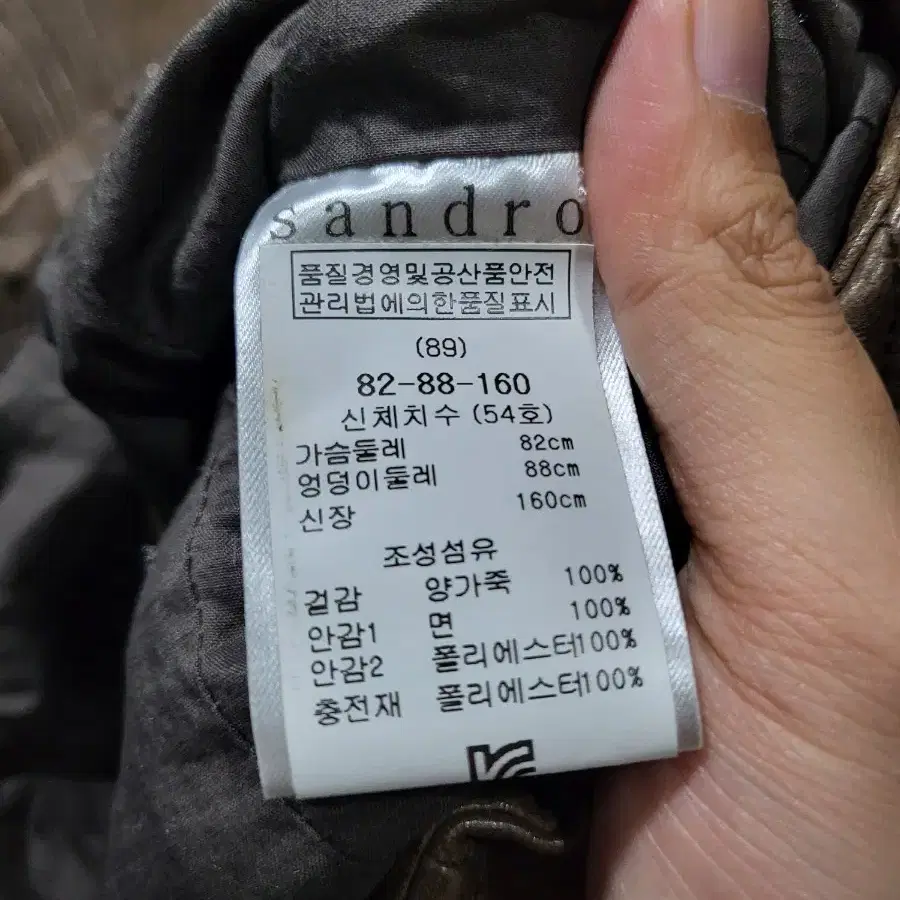 sandro
품질경영및공산품안전
관리법에의한품질표시
(89)
82-88-160
신체치수 (54호)
가슴둘레 82cm
엉덩이둘레 88cm
신장 160cm
조성섬유
겉감 양가죽 100%
안감1 면 100%
안감2 폴리에스터100%
충전재 폴리에스터100%